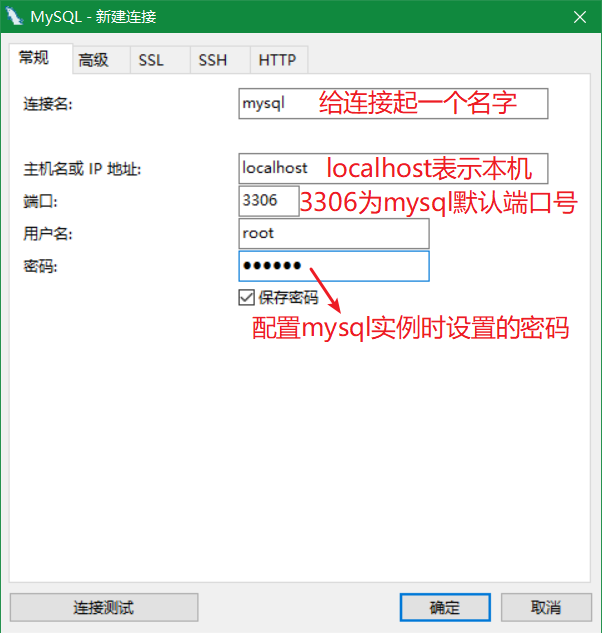 MySQL - 新建连接
常规 高级 SSL SSH HTTP
连接名: mysql 给连接起一个名字
主机名或 IP 地址: localhost localhost表示本机
端口: 3306 3306为mysql默认端口号
用户名: root
密码: ●●●●●●
保存密码
配置mysql实例时设置的密码
连接测试 确定 取消